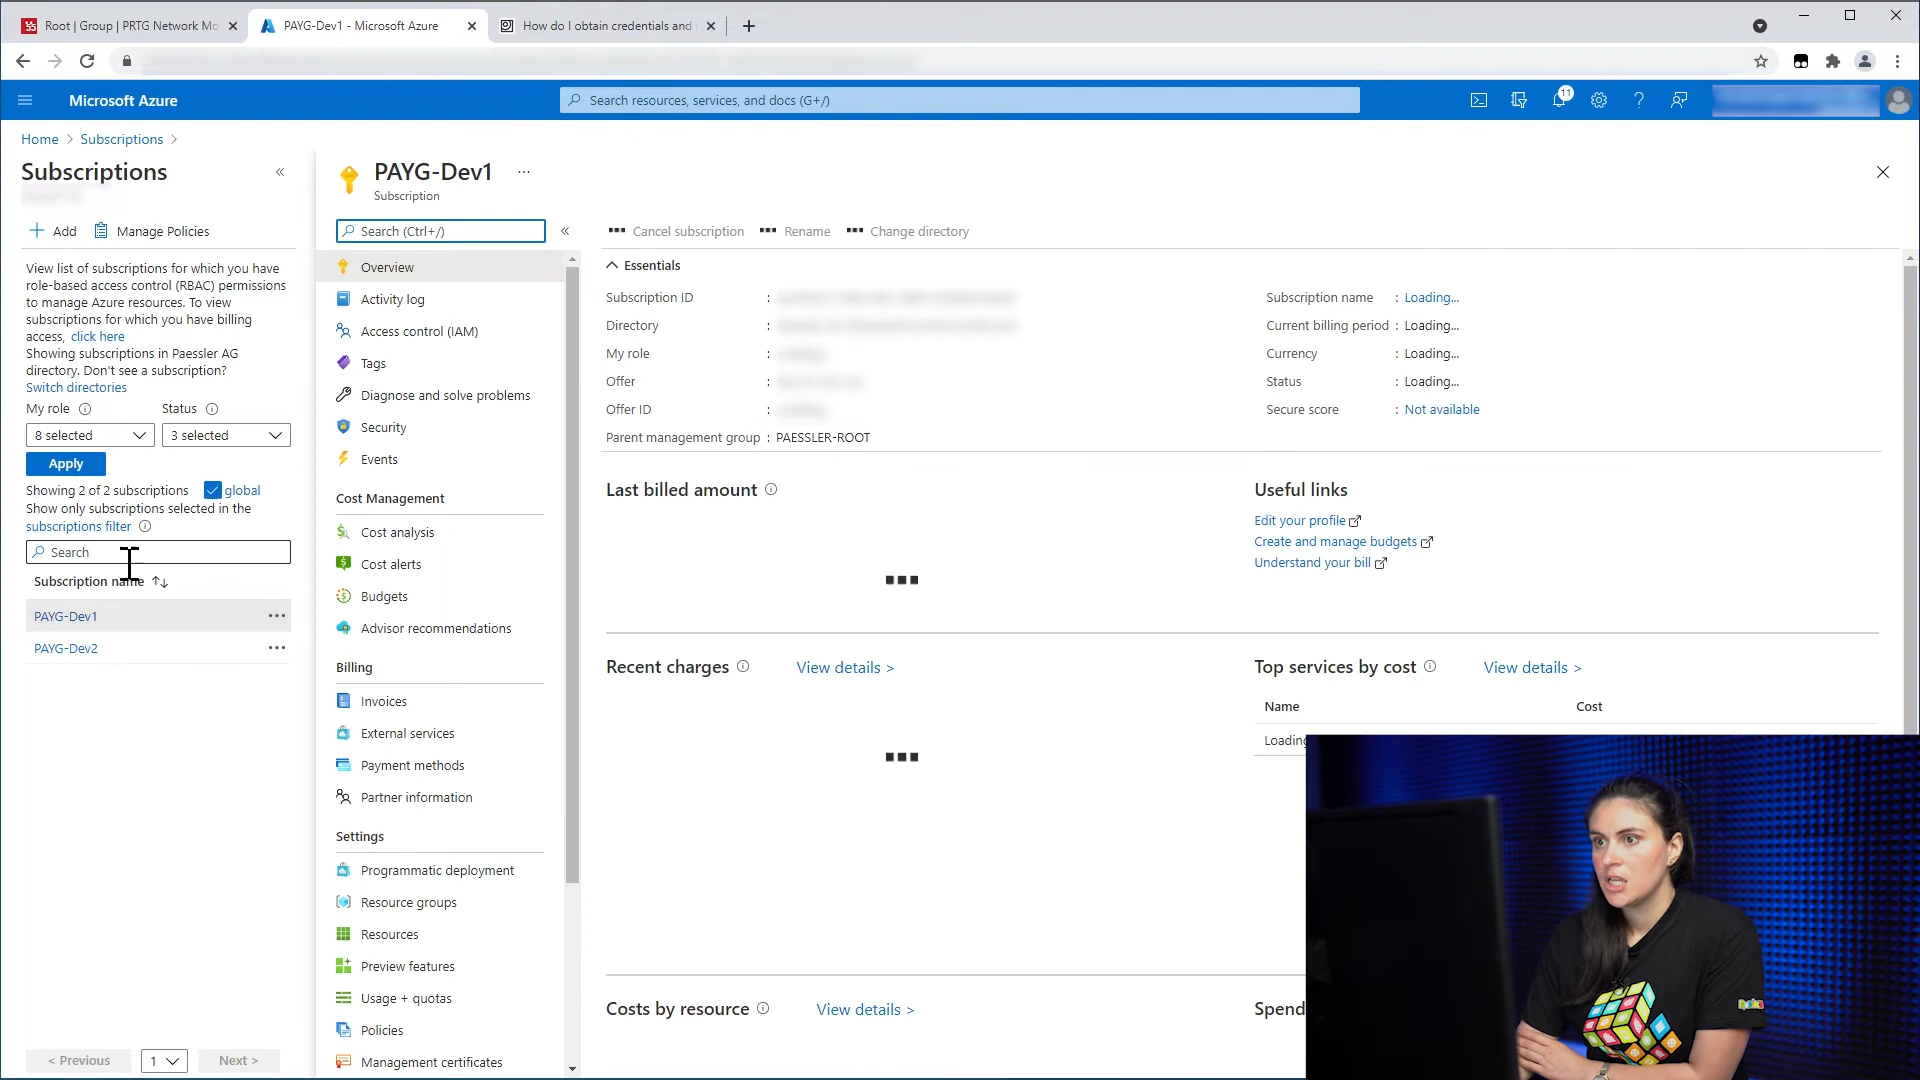 Root | Group | PRTG Network Mo
PAYG-Dev1 - Microsoft Azure
How do I obtain credentials and
Microsoft Azure
Search resources, services, and docs (G+/)
11
Home > Subscriptions >
Subscriptions
Add
Manage Policies
View list of subscriptions for which you have
role-based access control (RBAC) permissions
to manage Azure resources. To view
subscriptions for which you have billing
access, click here
Showing subscriptions in Paessler AG
directory. Don't see a subscription?
Switch directories
My role
Status
8 selected
3 selected
Apply
Showing 2 of 2 subscriptions
global
Show only subscriptions selected in the
subscriptions filter
Search
Subscription name
PAYG-Dev1
PAYG-Dev2
< Previous
1
Next >
PAYG-Dev1
Subscription
Search (Ctrl+/)
Overview
Activity log
Access control (IAM)
Tags
Diagnose and solve problems
Security
Events
Cost Management
Cost analysis
Cost alerts
Budgets
Advisor recommendations
Billing
Invoices
External services
Payment methods
Partner information
Settings
Programmatic deployment
Resource groups
Resources
Preview features
Usage + quotas
Policies
Management certificates
Cancel subscription
Rename
Change directory
Essentials
Subscription ID :
Directory :
My role :
Offer :
Offer ID :
Parent management group : PAESSLER-ROOT
Subscription name : Loading...
Current billing period : Loading...
Currency : Loading...
Status : Loading...
Secure score : Not available
Last billed amount
Useful links
Edit your profile
Create and manage budgets
Understand your bill
Recent charges
View details >
Top services by cost
View details >
Name
Cost
Loading
Costs by resource
View details >
Spend